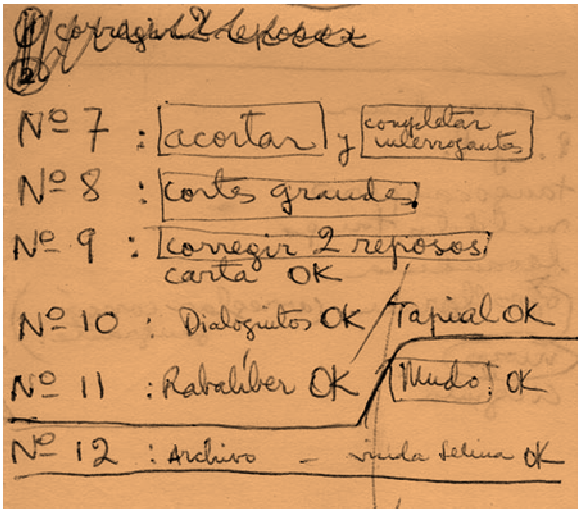 corregir 2 reposos
Nº 7 : acortar y completar interrogantes
Nº 8 : cortes grandes
Nº 9 : corregir 2 reposos
carta OK
Nº 10 : Dialoguitos OK / Tapial OK
Nº 11 : Rabalíber OK Mudo OK
Nº 12 : Archivo – viuda Selina OK